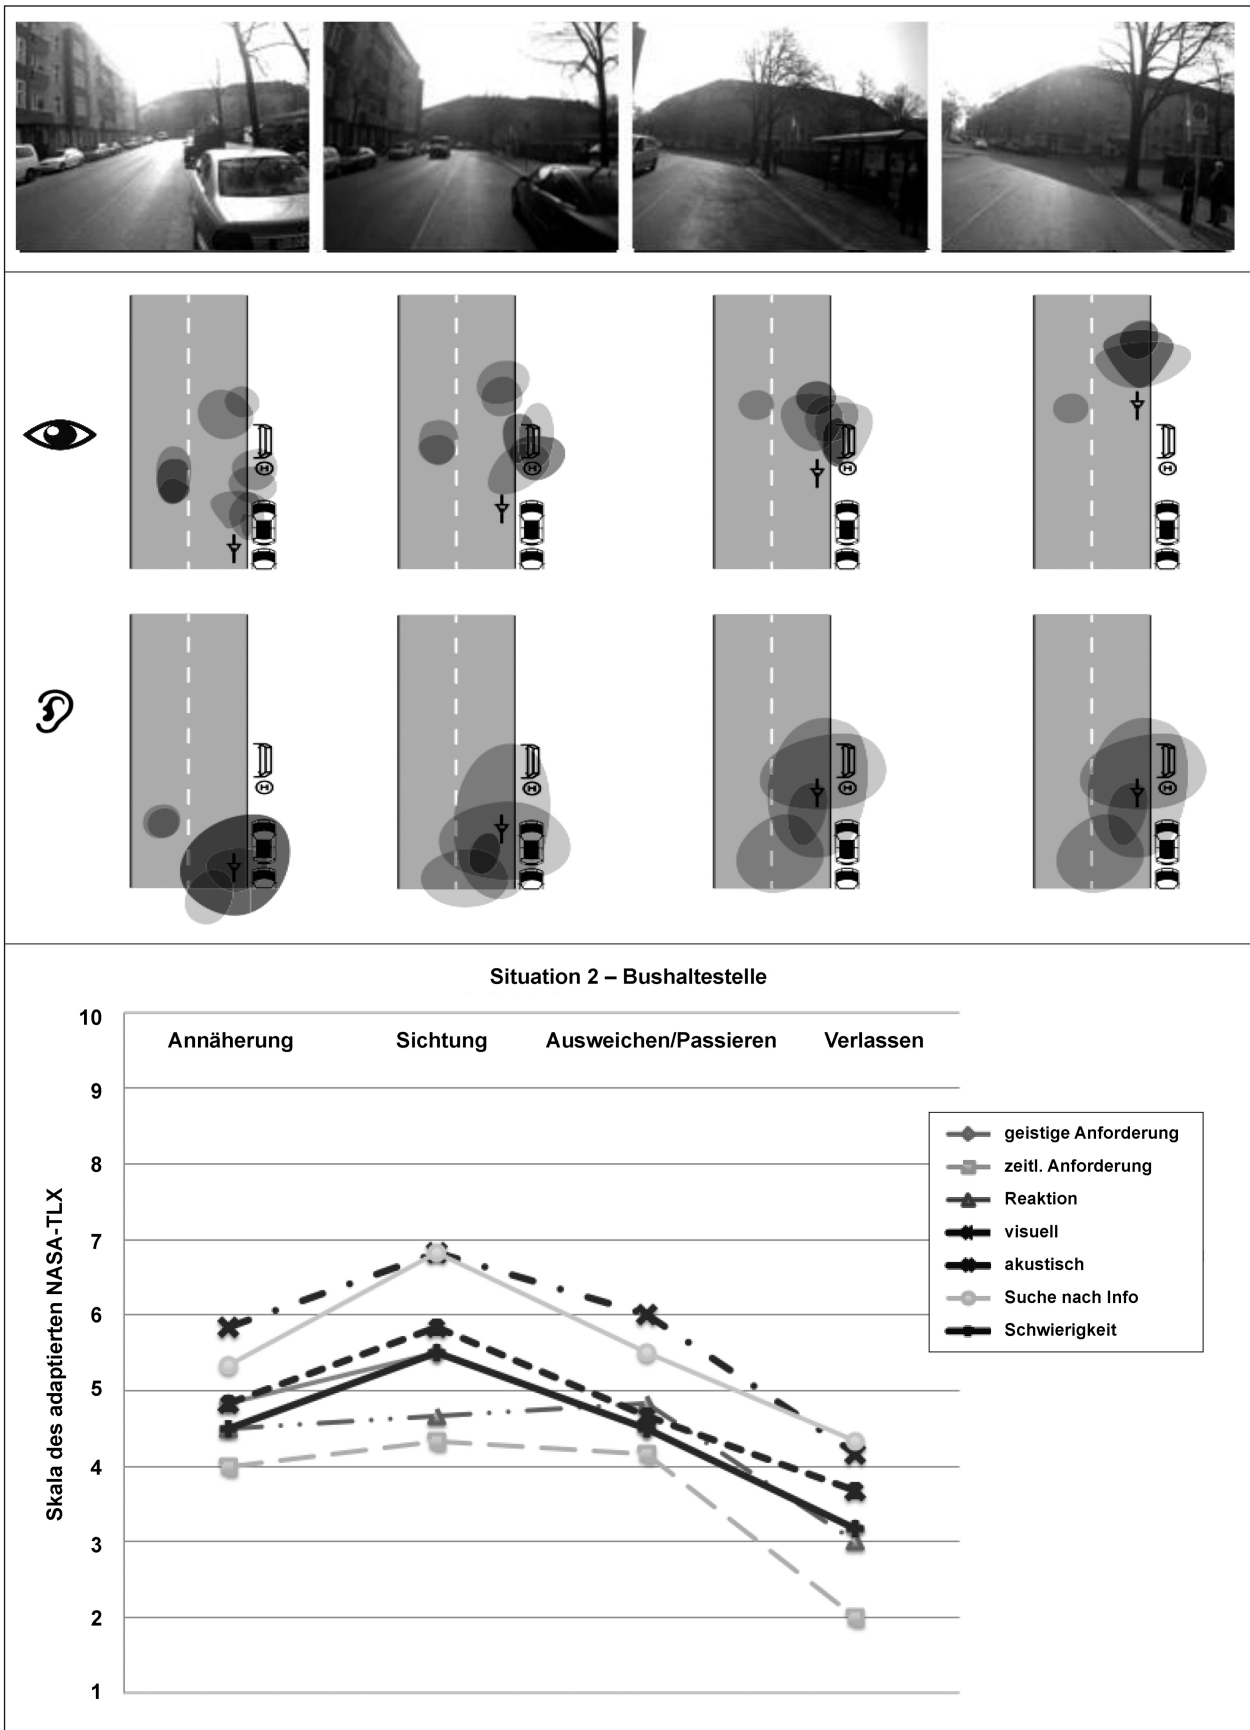 Situation 2 – Bushaltestelle
Annäherung Sichtung Ausweichen/Passieren Verlassen
Skala des adaptierten NASA-TLX
10
9
8
7
6
5
4
3
2
1
geistige Anforderung
zeitl. Anforderung
Reaktion
visuell
akustisch
Suche nach Info
Schwierigkeit